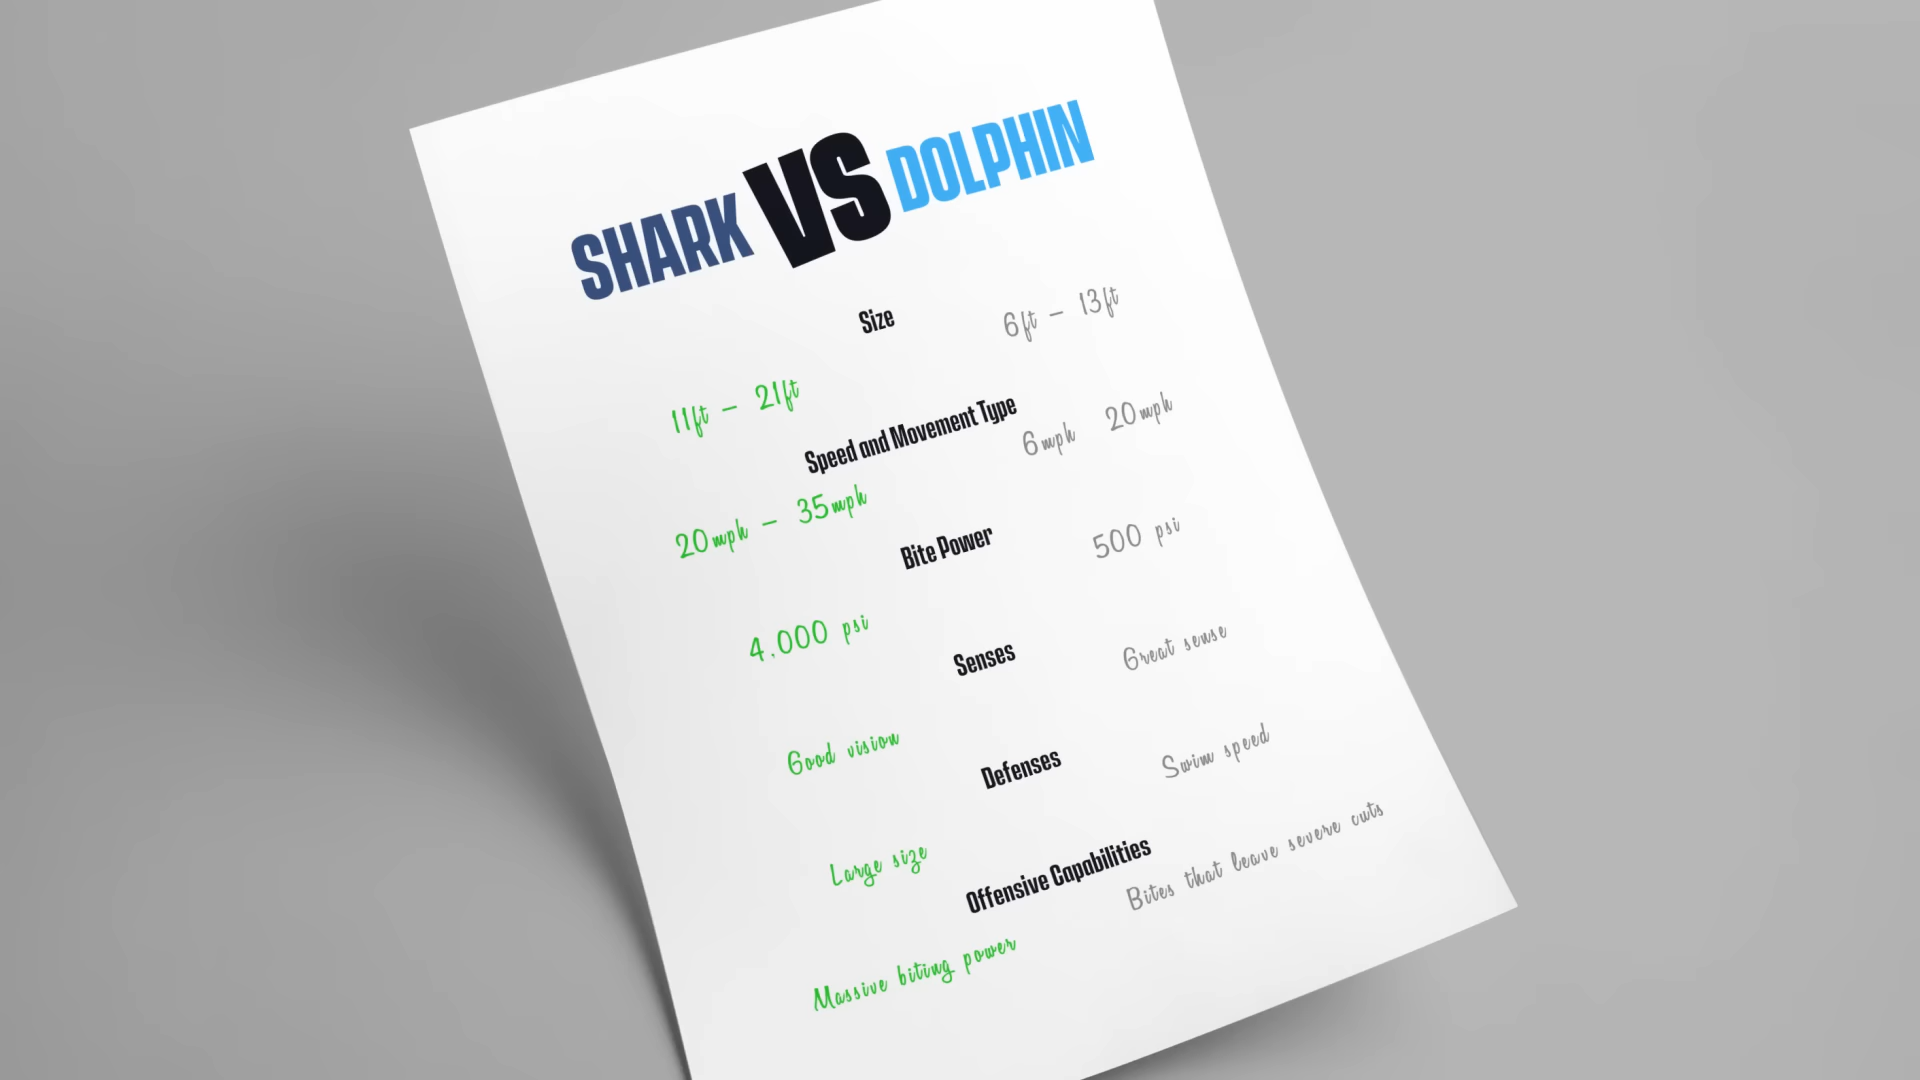 SHARK VS DOLPHIN
Size
11ft – 21ft
6ft – 13ft
Speed and Movement Type
20mph – 35mph
6mph 20mph
Bite Power
4,000 psi
500 psi
Senses
Good vision
Great sense
Defenses
Large size
Swim speed
Offensive Capabilities
Massive biting power
Bites that leave severe cuts